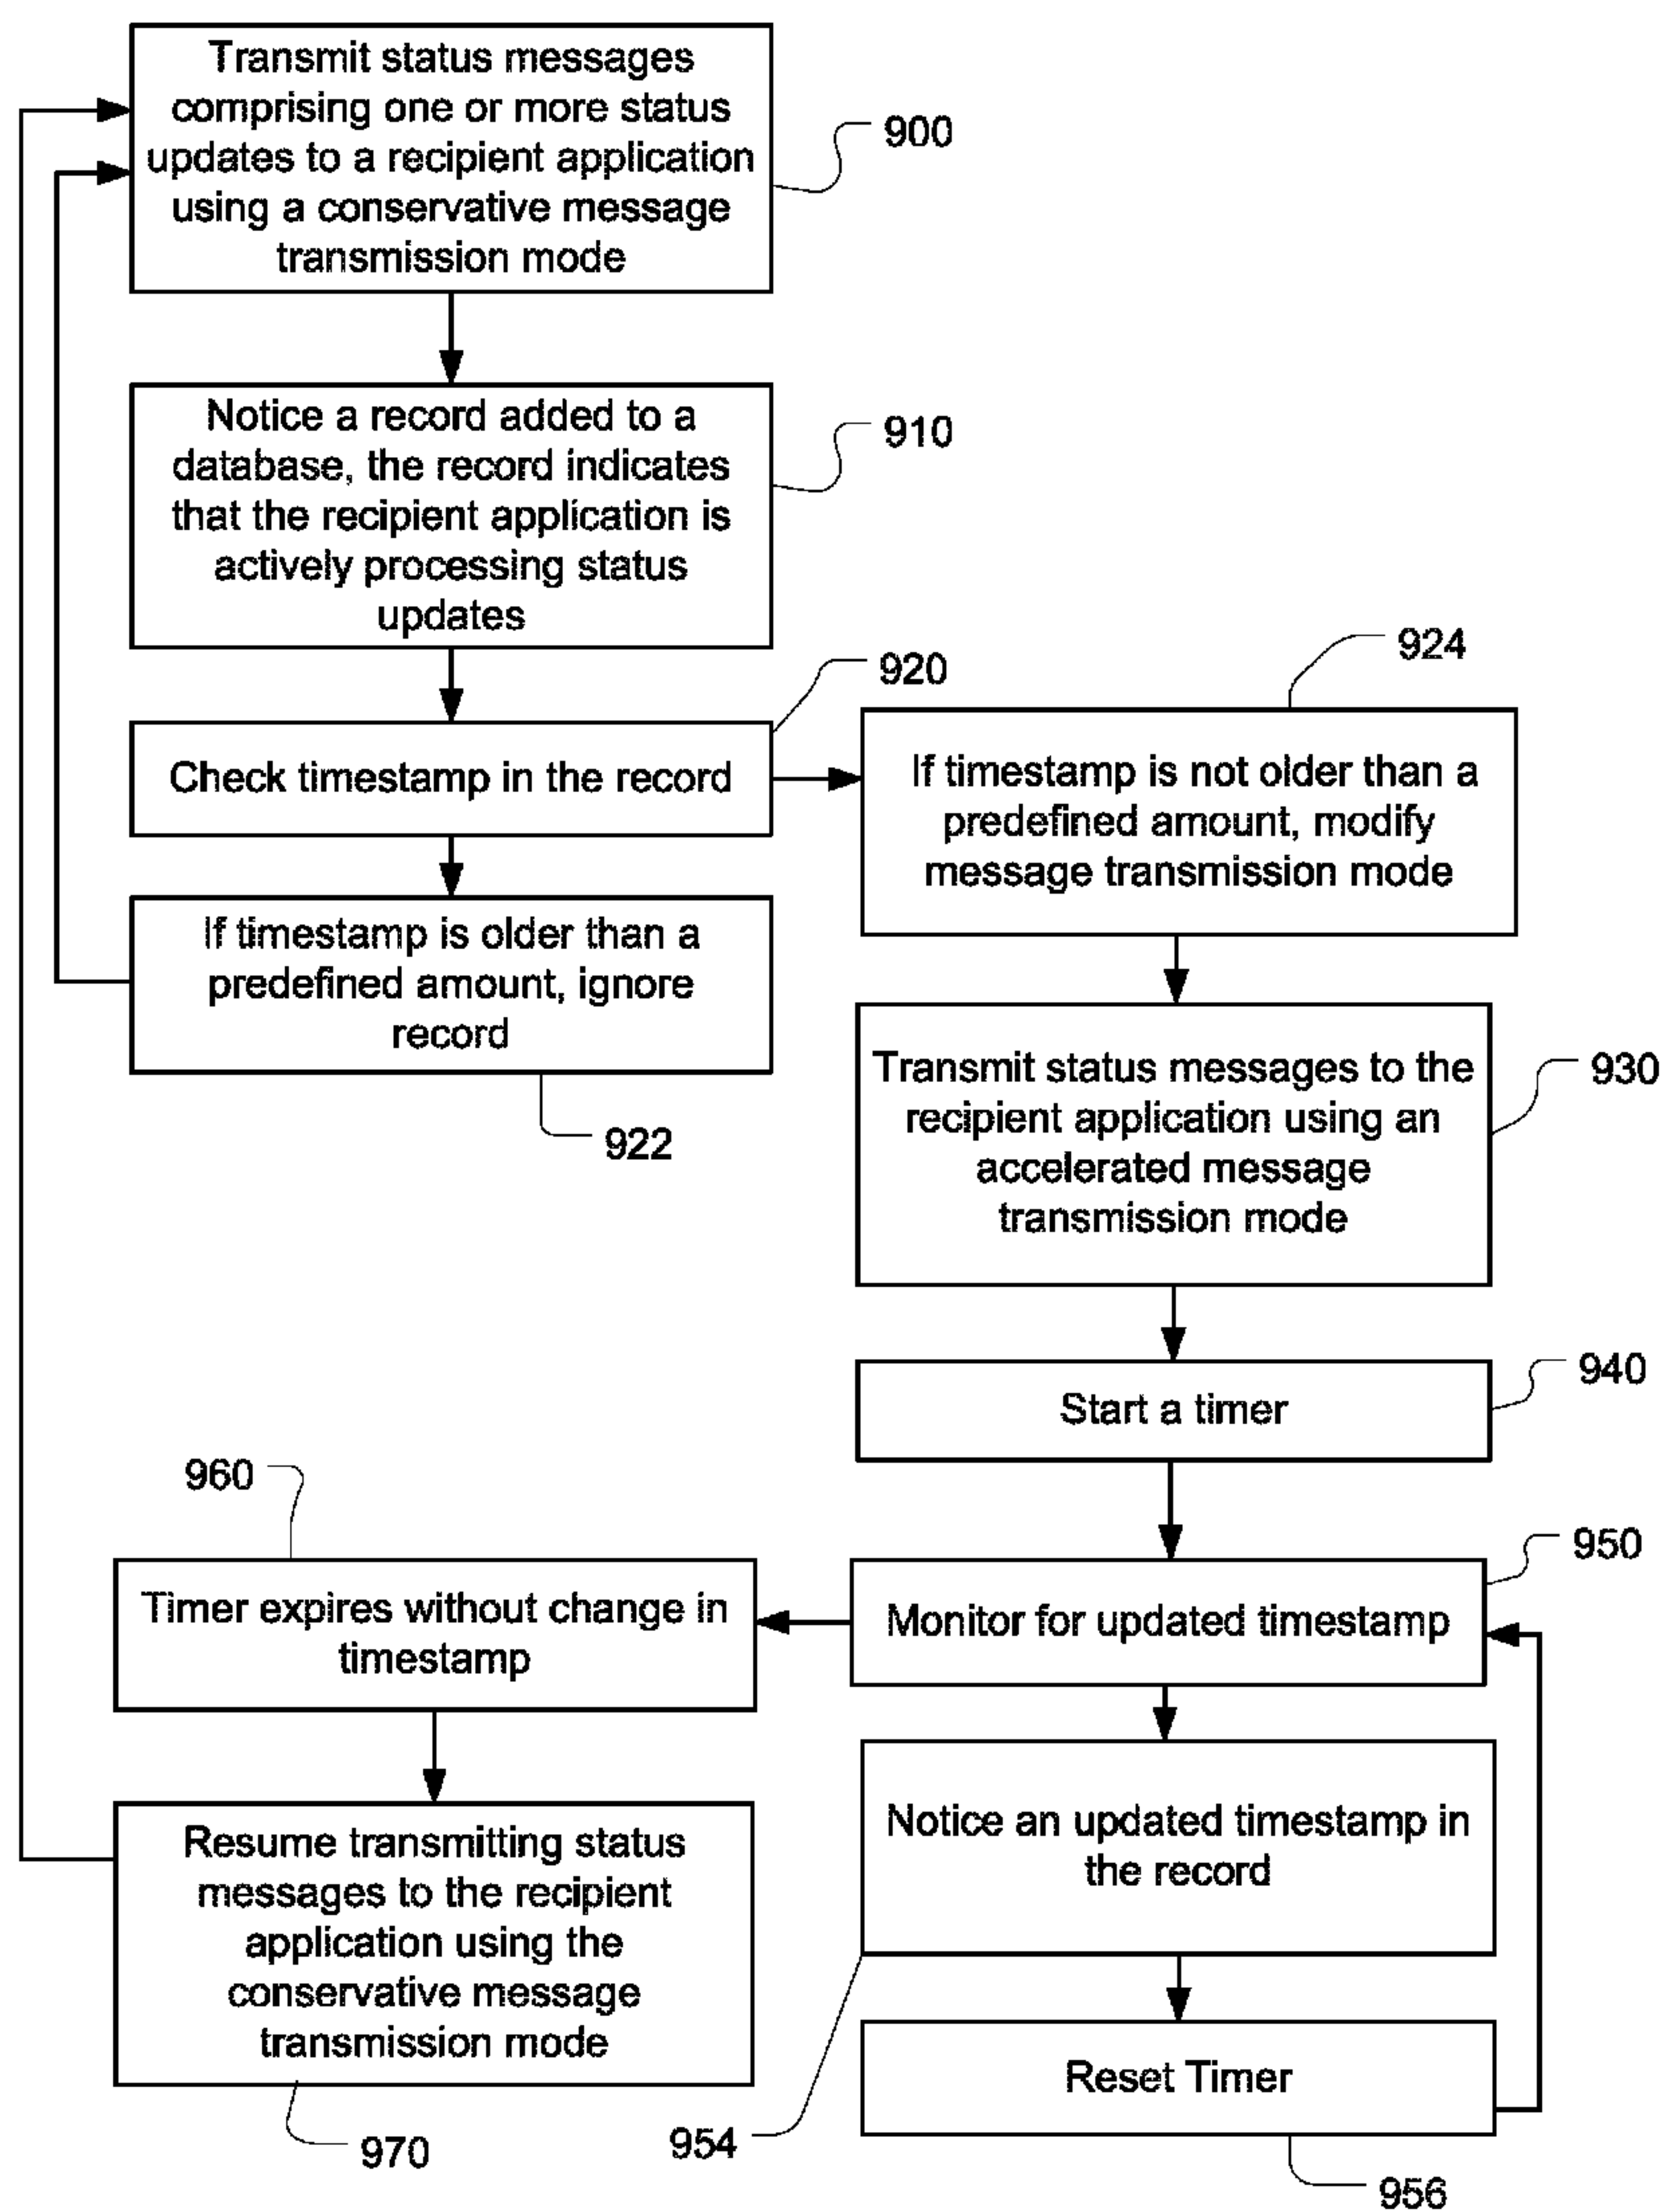 Transmit status messages
comprising one or more status
updates to a recipient application
using a conservative message
transmission mode
900
Notice a record added to a
database, the record indicates
that the recipient application is
actively processing status
updates
910
920
Check timestamp in the record
924
If timestamp is not older than a
predefined amount, modify
message transmission mode
If timestamp is older than a
predefined amount, ignore
record
922
Transmit status messages to the
recipient application using an
accelerated message
transmission mode
930
Start a timer
940
960
950
Timer expires without change in
timestamp
Monitor for updated timestamp
Notice an updated timestamp in
the record
Resume transmitting status
messages to the recipient
application using the
conservative message
transmission mode
Reset Timer
970
954
956